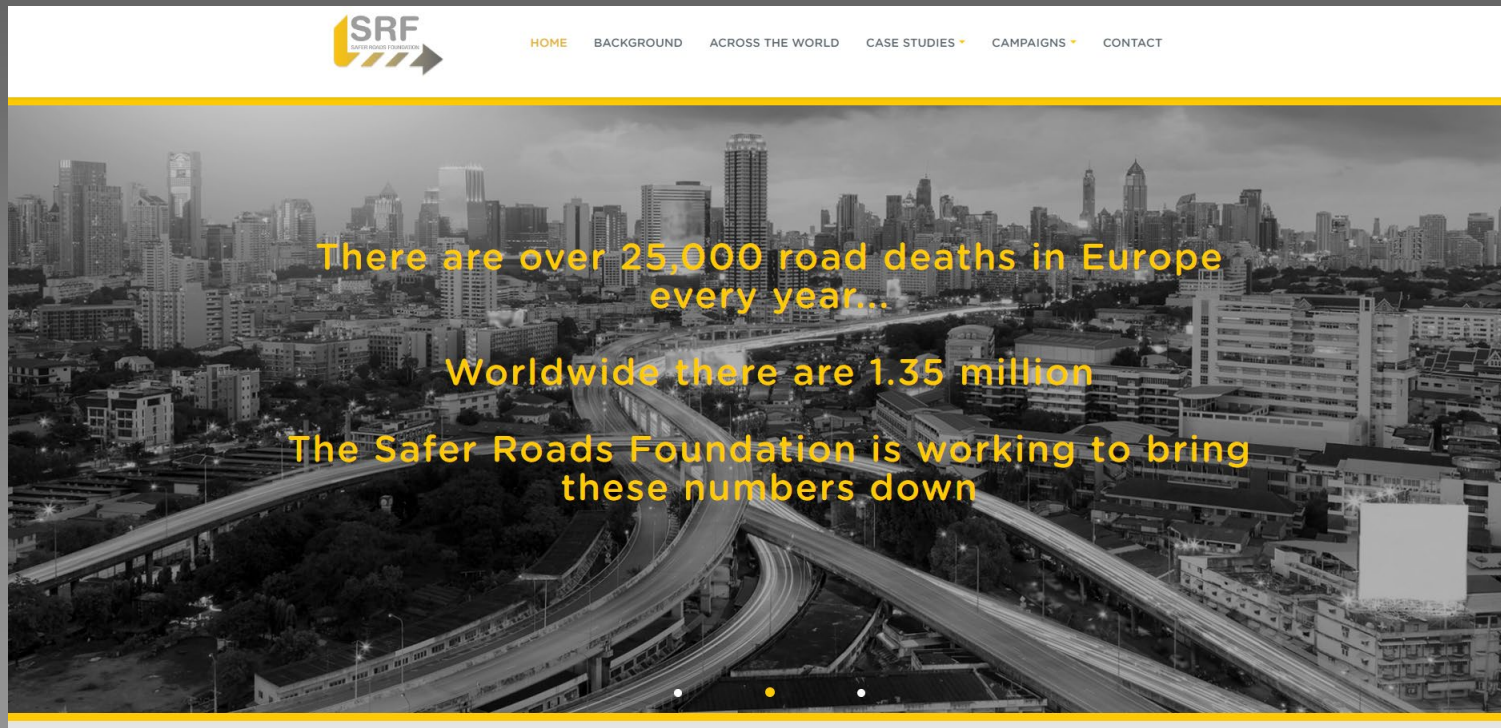 SRF
SAFER ROADS FOUNDATION
HOME
BACKGROUND
ACROSS THE WORLD
CASE STUDIES
CAMPAIGNS
CONTACT
There are over 25,000 road deaths in Europe
every year...
Worldwide there are 1.35 million
The Safer Roads Foundation is working to bring
these numbers down